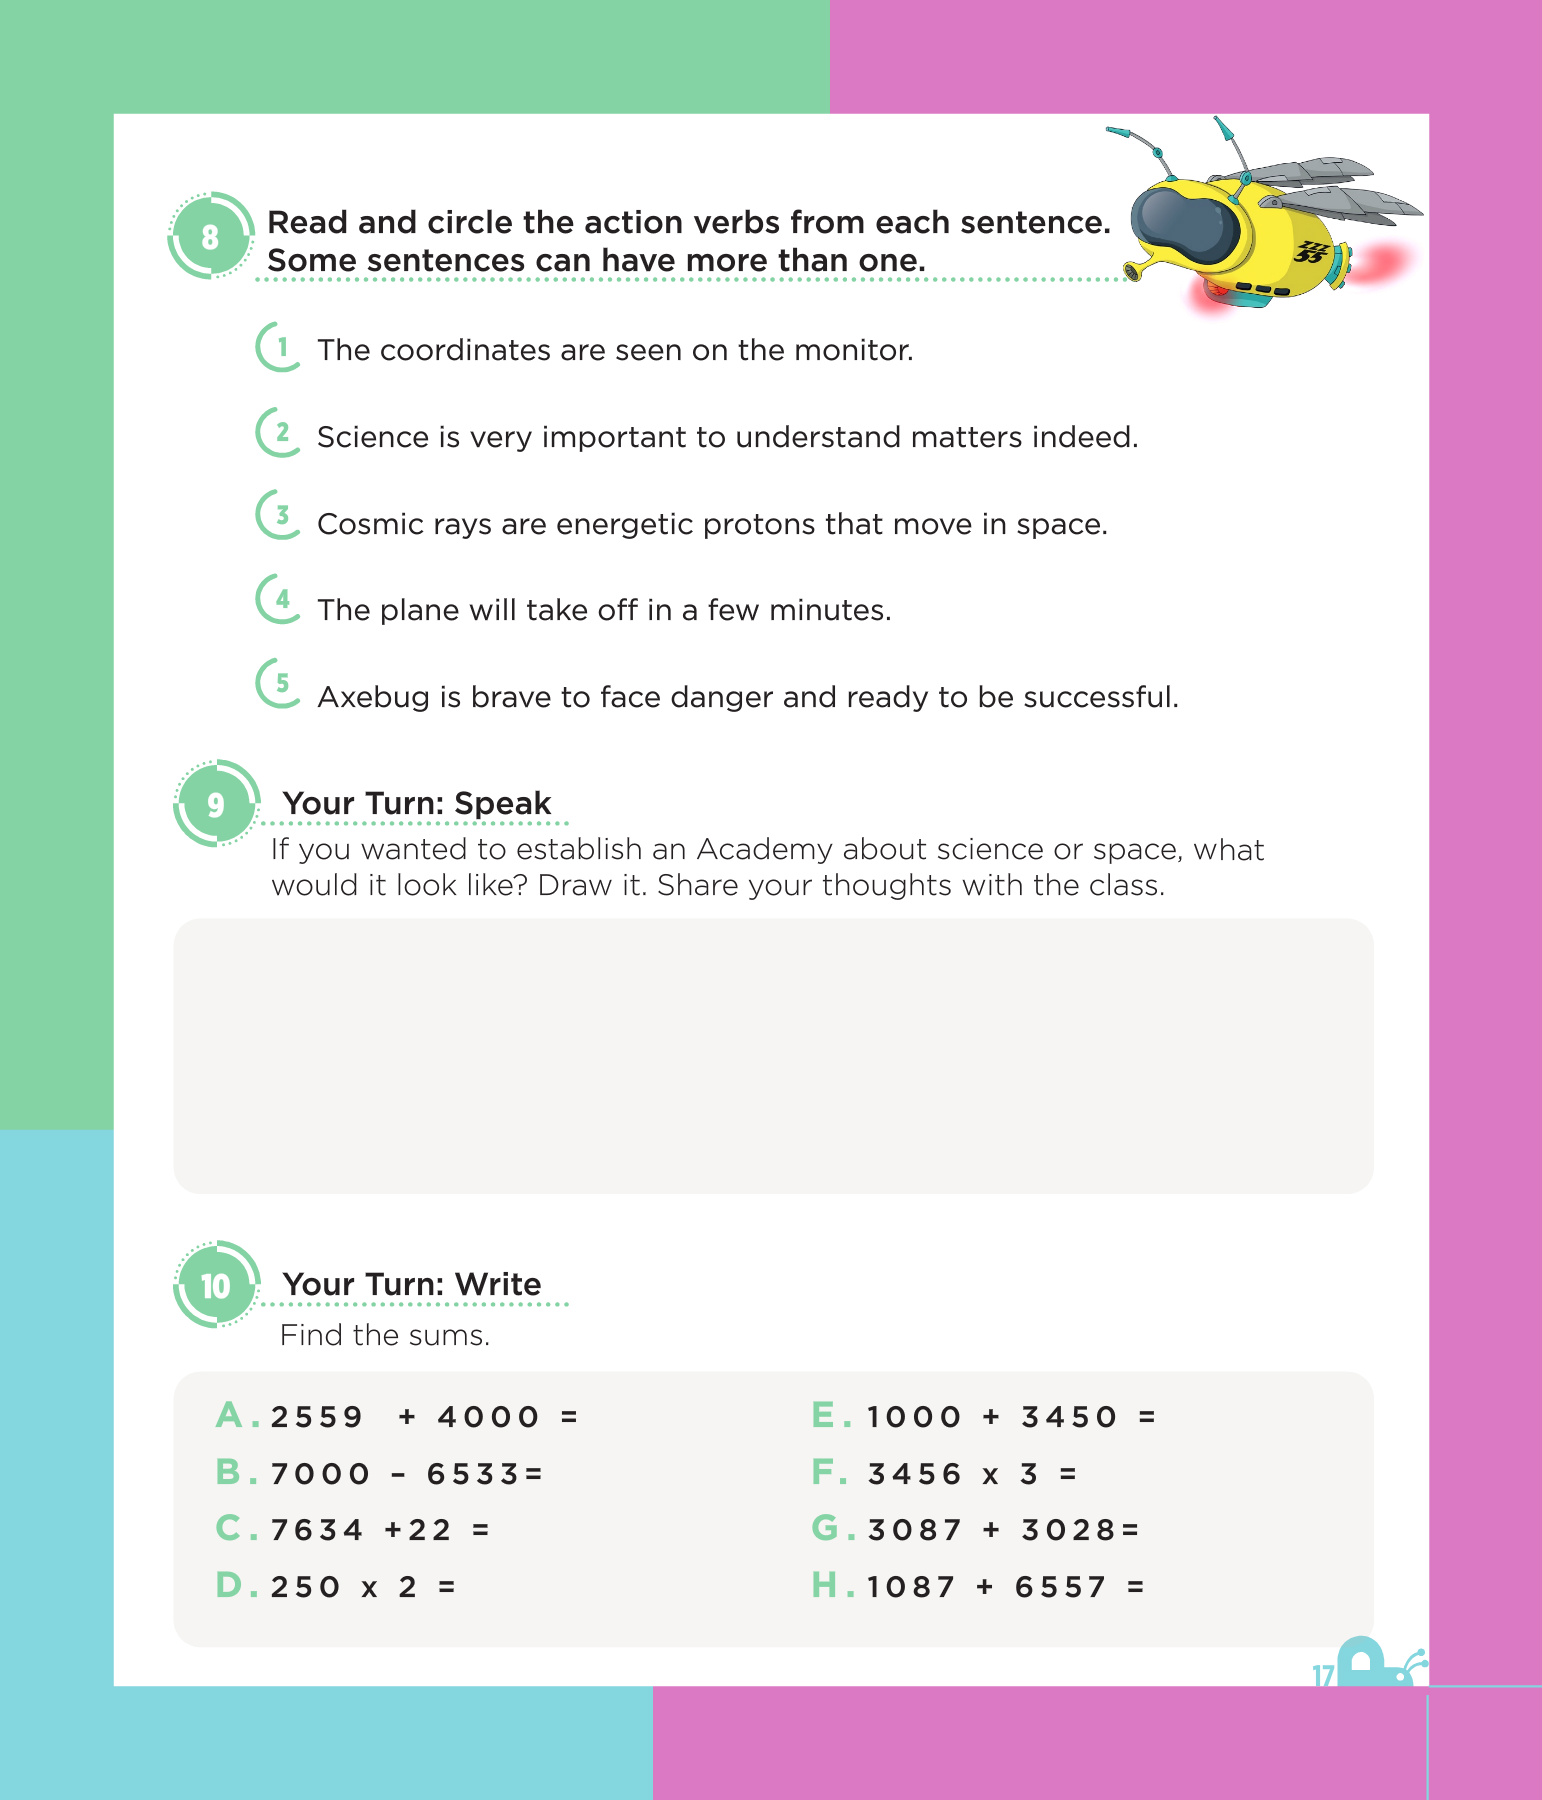 8
Read and circle the action verbs from each sentence.
Some sentences can have more than one.
ZZZ
55
1 The coordinates are seen on the monitor.
2 Science is very important to understand matters indeed.
3 Cosmic rays are energetic protons that move in space.
4 The plane will take off in a few minutes.
5 Axebug is brave to face danger and ready to be successful.
9 Your Turn: Speak
If you wanted to establish an Academy about science or space, what
would it look like? Draw it. Share your thoughts with the class.
10 Your Turn: Write
Find the sums.
A. 2559 + 4000 =
B. 7000 – 6533=
C. 7634 +22 =
D. 250 x 2 =
E. 1000 + 3450 =
F. 3456 x 3 =
G. 3087 + 3028=
H. 1087 + 6557 =
17